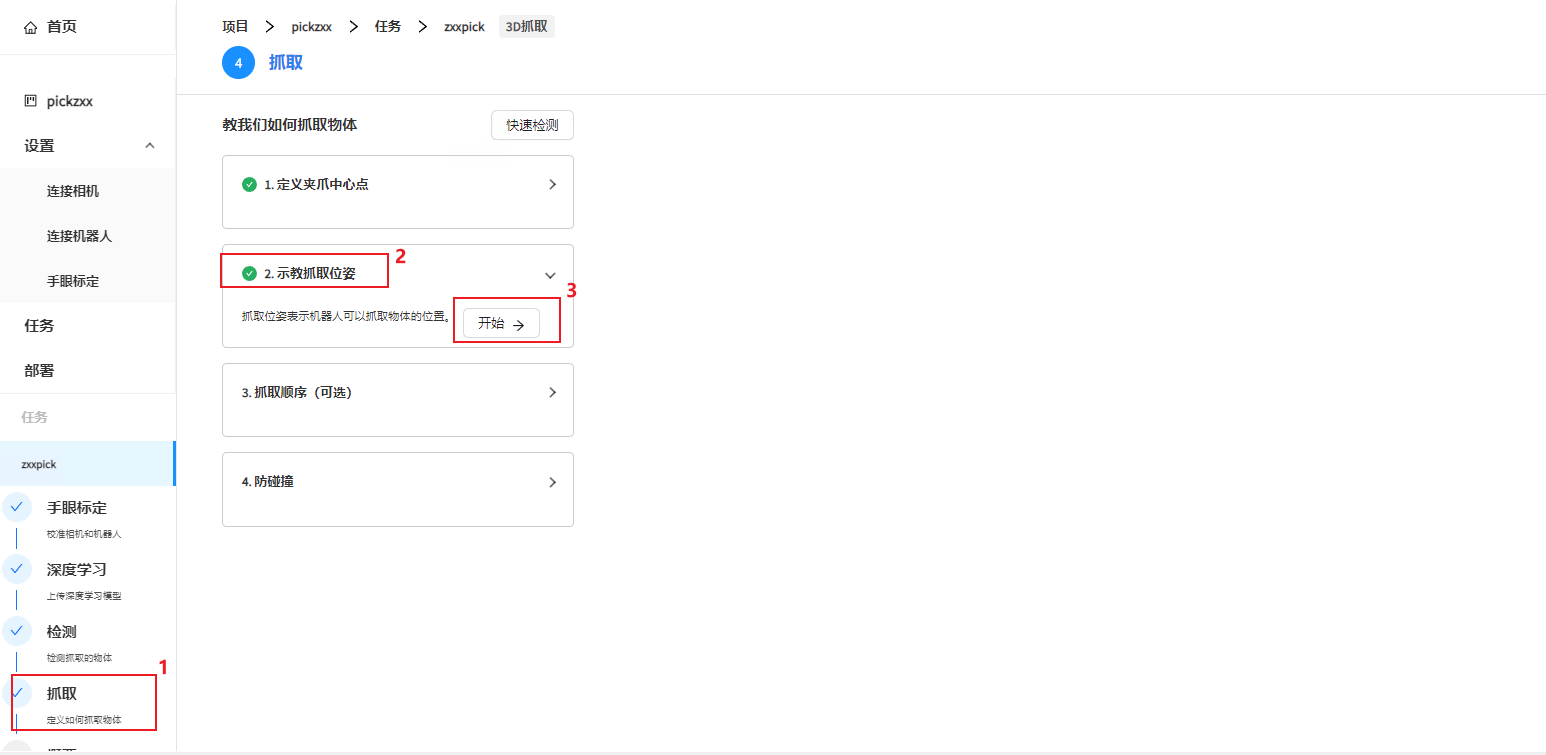 首页
项目 > pickzxx > 任务 > zxxpick 3D抓取
4 抓取
pickzxx
设置
连接相机
连接机器人
手眼标定
任务
部署
任务
zxxpick
手眼标定
校准相机和机器人
深度学习
上传深度学习模型
检测
检测抓取的物体
1
抓取
定义如何抓取物体
教我们如何抓取物体
快速检测
1. 定义夹爪中心点
2. 示教抓取位姿
2
抓取位姿表示机器人可以抓取物体的位置。
3
开始 →
3. 抓取顺序（可选）
4. 防碰撞